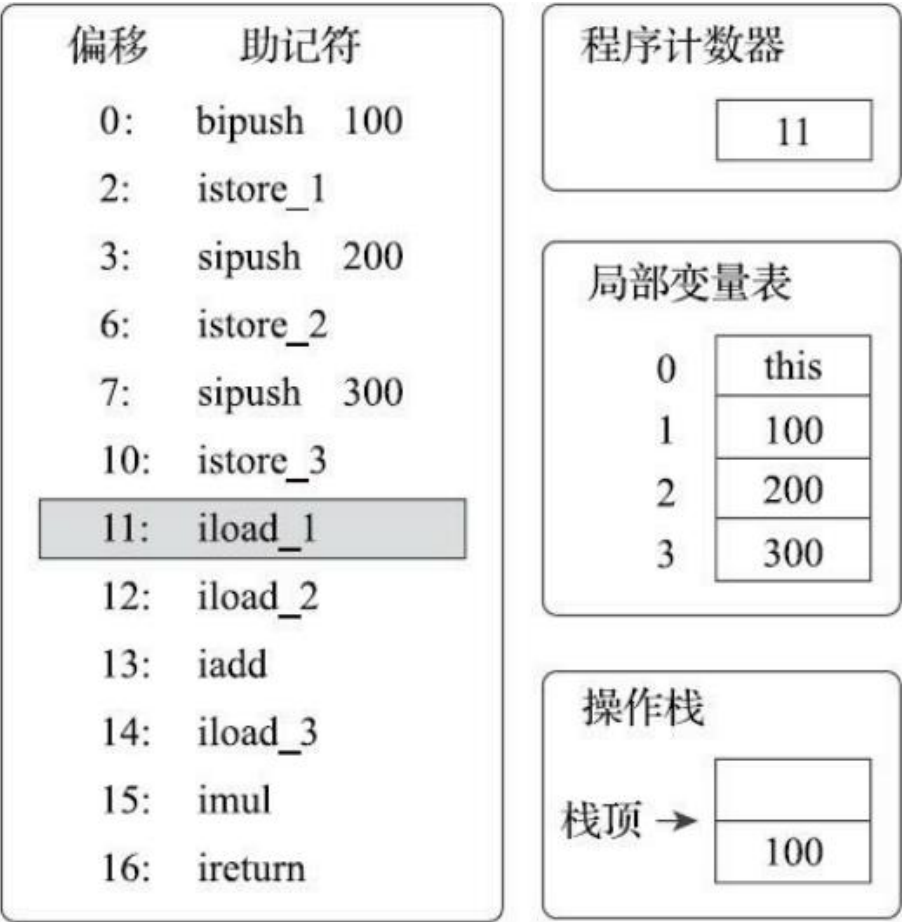 偏移 助记符
0: bipush 100
2: istore_1
3: sipush 200
6: istore_2
7: sipush 300
10: istore_3
11: iload_1
12: iload_2
13: iadd
14: iload_3
15: imul
16: ireturn
程序计数器
11
局部变量表
0 this
1 100
2 200
3 300
操作栈
栈顶
100